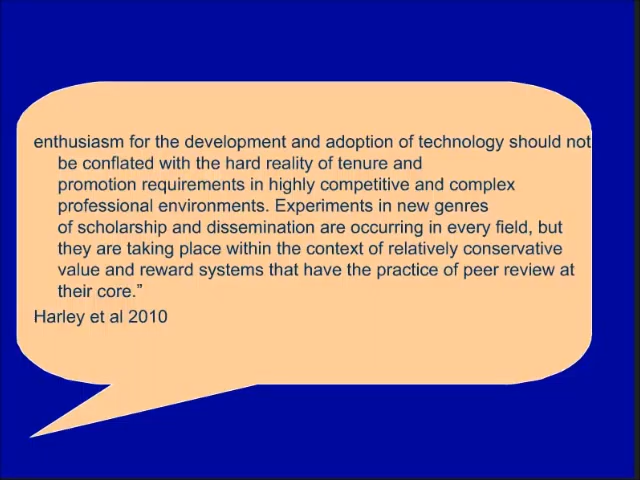 enthusiasm for the development and adoption of technology should not
be conflated with the hard reality of tenure and
promotion requirements in highly competitive and complex
professional environments. Experiments in new genres
of scholarship and dissemination are occurring in every field, but
they are taking place within the context of relatively conservative
value and reward systems that have the practice of peer review at
their core.”
Harley et al 2010